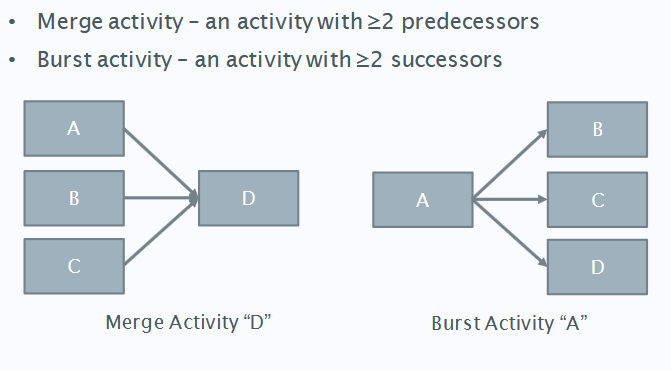 • Merge activity – an activity with ≥2 predecessors
• Burst activity – an activity with ≥2 successors
A
B
C
D
Merge Activity “D”
A
B
C
D
Burst Activity “A”